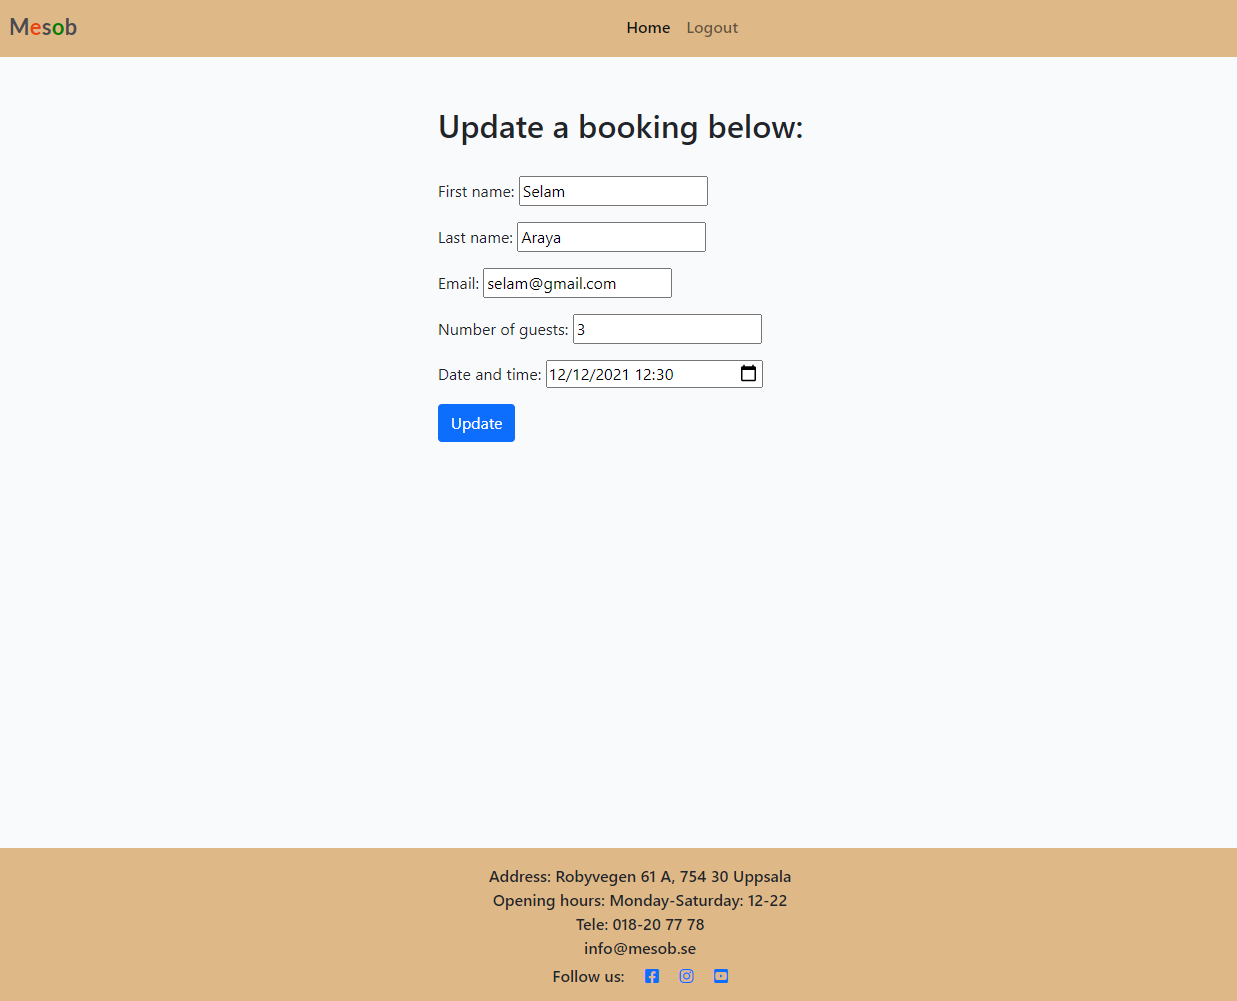 Mesob
Home Logout
Update a booking below:
First name: Selam
Last name: Araya
Email: selam@gmail.com
Number of guests: 3
Date and time: 12/12/2021 12:30
Update
Address: Robyvegen 61 A, 754 30 Uppsala
Opening hours: Monday-Saturday: 12-22
Tele: 018-20 77 78
info@mesob.se
Follow us: